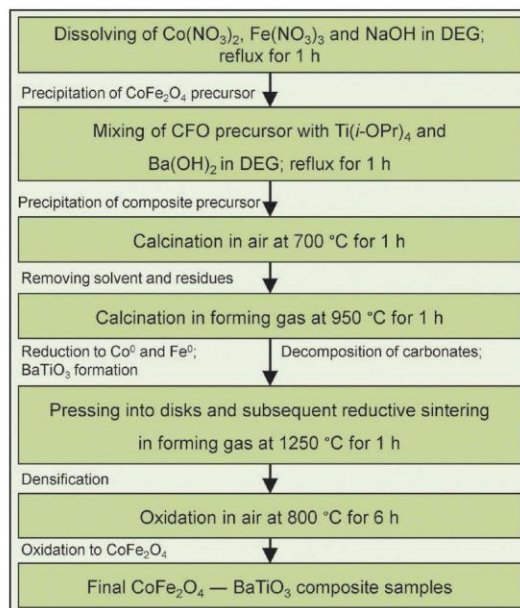 Dissolving of Co(NO₃)₂, Fe(NO₃)₃ and NaOH in DEG;
reflux for 1 h
Precipitation of CoFe₂O₄ precursor
Mixing of CFO precursor with Ti(i-OPr)₄ and
Ba(OH)₂ in DEG; reflux for 1 h
Precipitation of composite precursor
Calcination in air at 700 °C for 1 h
Removing solvent and residues
Calcination in forming gas at 950 °C for 1 h
Reduction to Co⁰ and Fe⁰;
BaTiO₃ formation
Decomposition of carbonates;
Pressing into disks and subsequent reductive sintering
in forming gas at 1250 °C for 1 h
Densification
Oxidation in air at 800 °C for 6 h
Oxidation to CoFe₂O₄
Final CoFe₂O₄ — BaTiO₃ composite samples